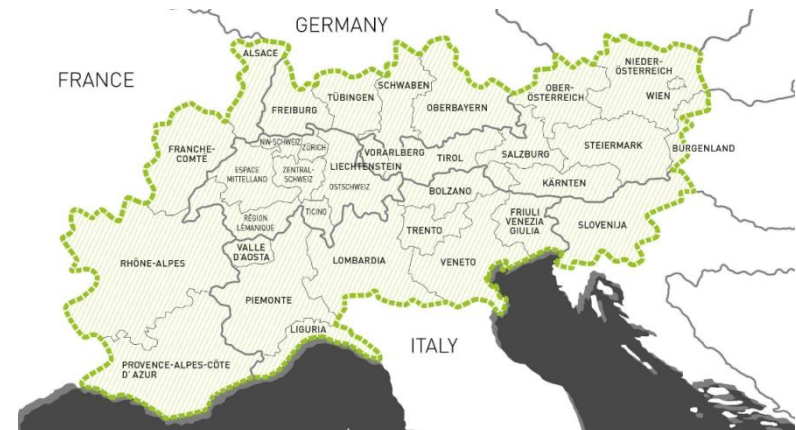 GERMANY
FRANCE
ALSACE
NIEDER-
ÖSTERREICH
SCHWABEN
OBER-
ÖSTERREICH
TÜBINGEN
WIEN
FREIBURG
OBERBAYERN
NW-SCHWEIZ
ZÜRICH
STEIERMARK
BURGENLAND
FRANCHE-
COMTÉ
VORARLBERG
TIROL
SALZBURG
LIECHTENSTEIN
ESPACE
MITTELLAND
ZENTRAL-
SCHWEIZ
OSTSCHWEIZ
BOLZANO
KÄRNTEN
RÉGION
LÉMANIQUE
TICINO
FRIULI
VENEZIA
GIULIA
SLOVENIJA
TRENTO
VALLE
D'AOSTA
RHÔNE-ALPES
LOMBARDIA
VENETO
PIEMONTE
LIGURIA
ITALY
PROVENCE-ALPES-CÔTE
D' AZUR